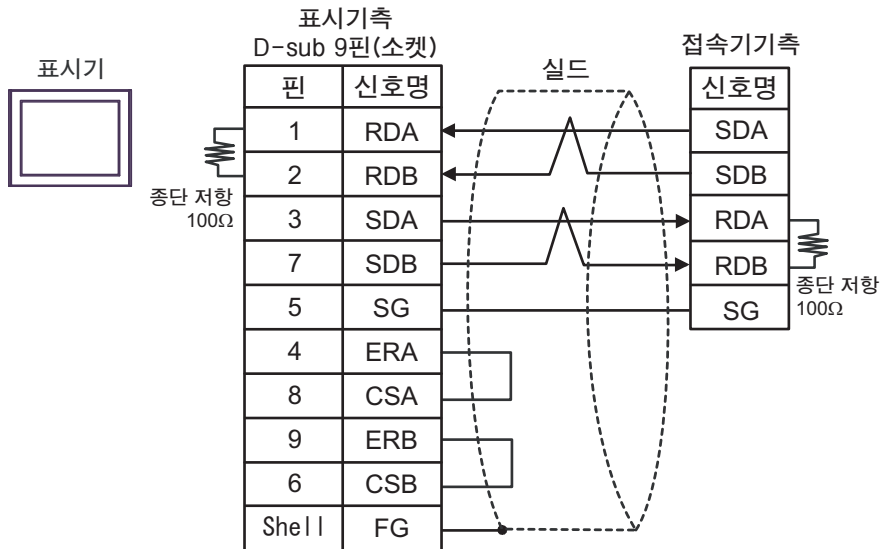 표시기
표시기측
D-sub 9핀(소켓)
핀 신호명
1 RDA
2 RDB
3 SDA
7 SDB
5 SG
4 ERA
8 CSA
9 ERB
6 CSB
Shell FG
종단 저항
100Ω
실드
접속기기측
신호명
SDA
SDB
RDA
RDB
SG
종단 저항
100Ω